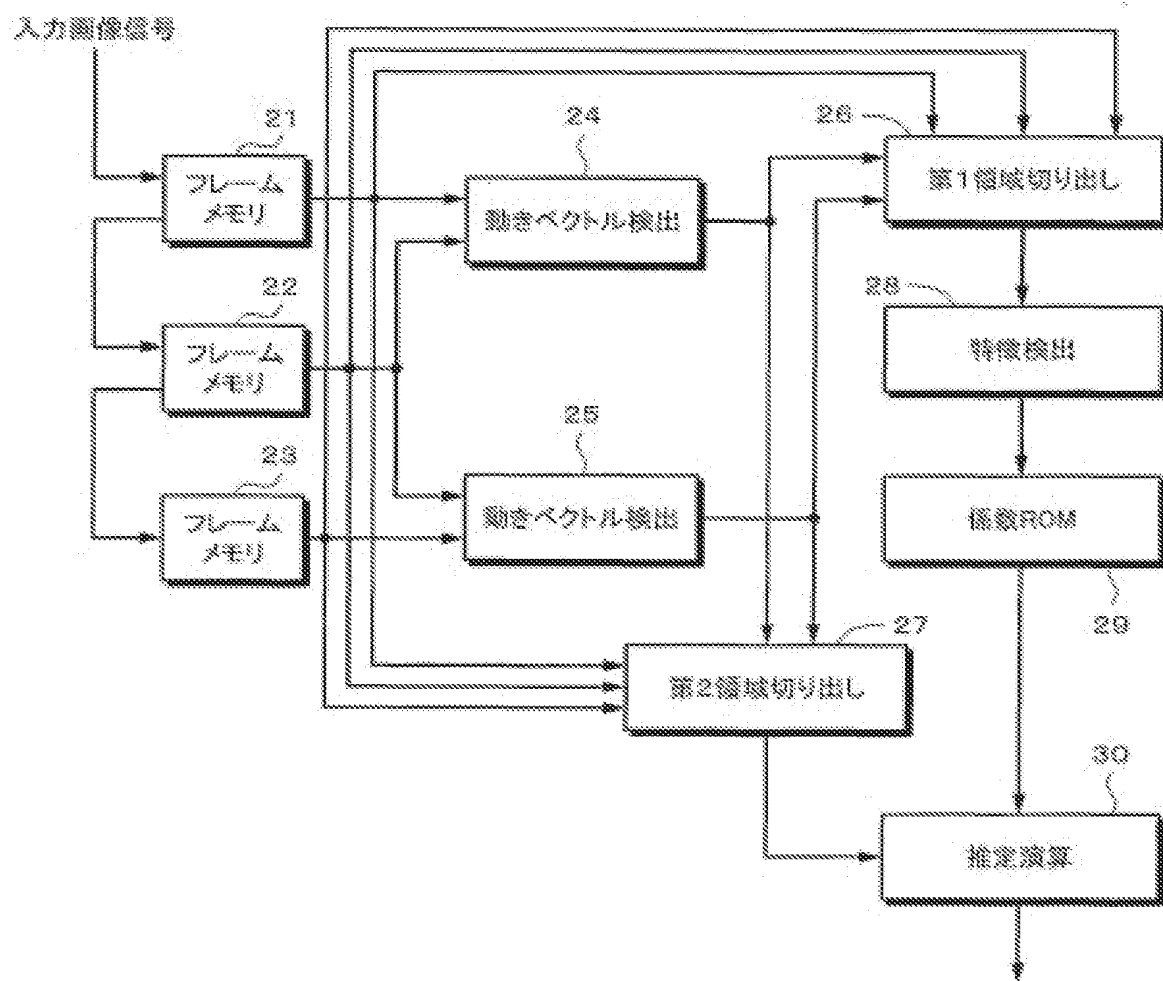 入力画像信号
21
フレーム
メモリ
22
フレーム
メモリ
23
フレーム
メモリ
24
動きベクトル検出
25
動きベクトル検出
26
第1領域切り出し
27
第2領域切り出し
28
特徴検出
係数ROM
29
30
推定演算